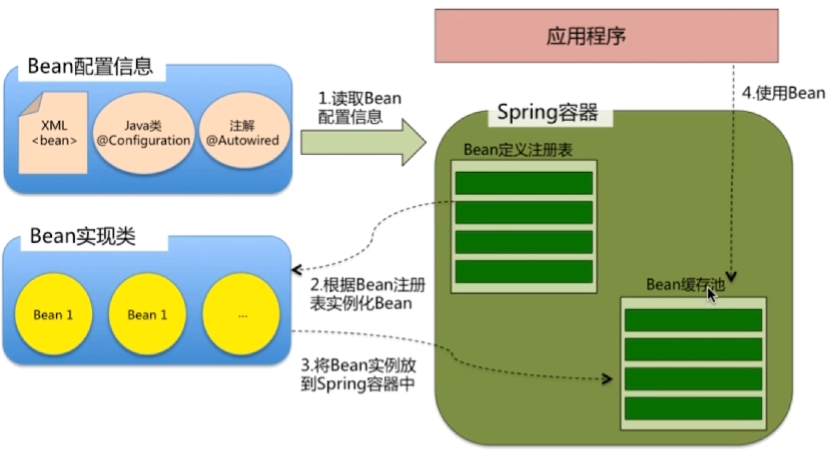 应用程序
Bean配置信息
XML
<bean>
Java类
@Configuration
注解
@Autowired
1.读取Bean
配置信息
4.使用Bean
Spring容器
Bean定义注册表
Bean实现类
Bean 1
Bean 1
...
2.根据Bean注册
表实例化Bean
Bean缓存池
3.将Bean实例放
到Spring容器中